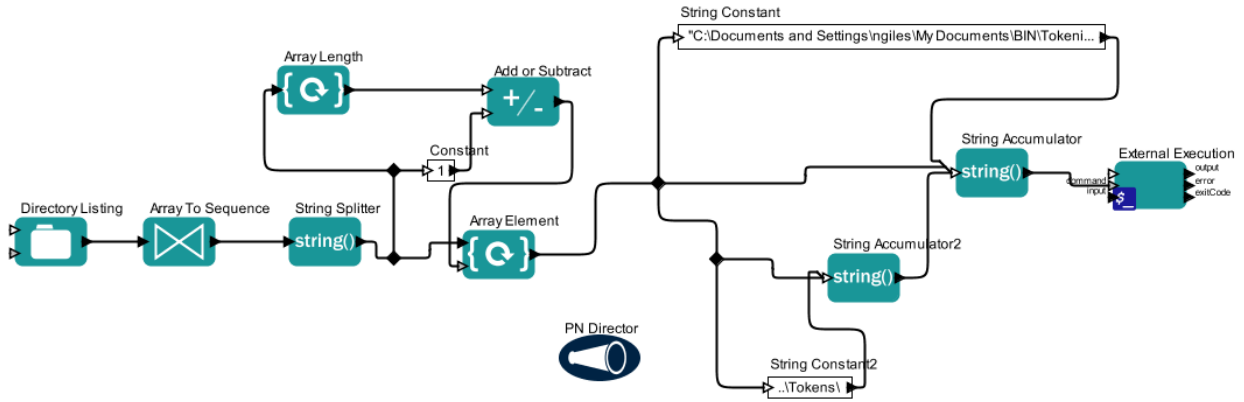 String Constant
"C:\Documents and Settings\ngiles\My Documents\BIN\Tokeni...
Array Length
Add or Subtract
+/-
Constant
1
String Accumulator
string()
External Execution
output
error
exitCode
command
input
$_
Directory Listing
Array To Sequence
String Splitter
string()
Array Element
String Accumulator2
string()
PN Director
String Constant2
..\Tokens\